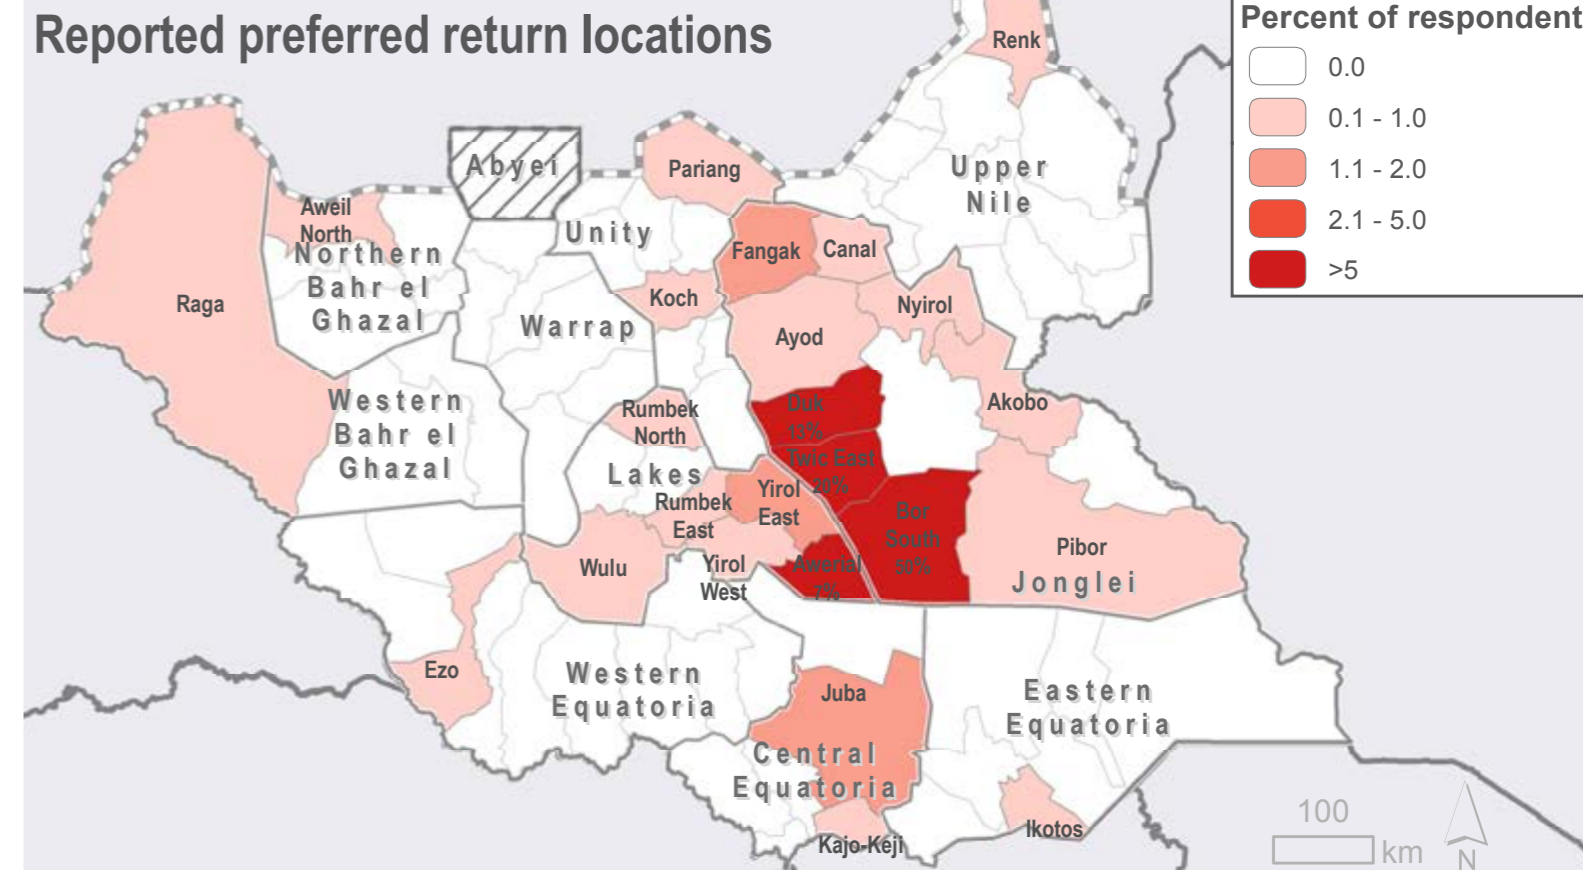 Reported preferred return locations
Percent of respondent
0.0
0.1 - 1.0
1.1 - 2.0
2.1 - 5.0
>5
Renk
Abyei
Pariang
Upper
Nile
Aweil
North
Northern
Bahr el
Ghazal
Unity
Fangak
Canal
Raga
Koch
Nyirol
Warrap
Ayod
Western
Bahr el
Ghazal
Rumbek
North
Duk
13%
Akobo
Twic East
20%
Lakes
Rumbek
East
Yirol
East
Bor
South
50%
Wulu
Yirol
West
Awerial
7%
Pibor
Jonglei
Ezo
Western
Equatoria
Juba
Central
Equatoria
Eastern
Equatoria
Kajo-Keji
Ikotos
100
km
N